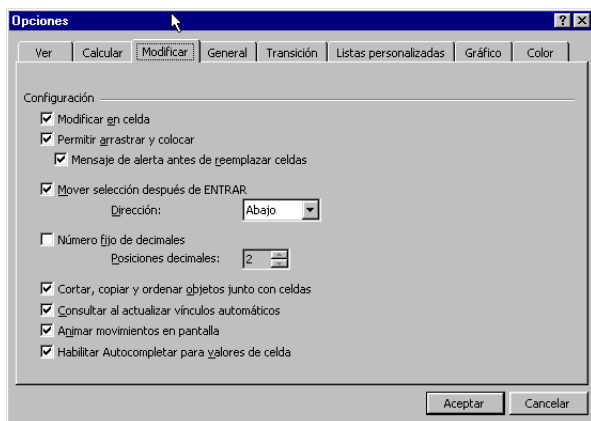 Opciones
Ver Calcular Modificar General Transición Listas personalizadas Gráfico Color
Configuración
Modificar en celda
Permitir arrastrar y colocar
Mensaje de alerta antes de reemplazar celdas
Mover selección después de ENTRAR
Dirección: Abajo
Número fijo de decimales
Posiciones decimales: 2
Cortar, copiar y ordenar objetos junto con celdas
Consultar al actualizar vínculos automáticos
Animar movimientos en pantalla
Habilitar Autocompletar para valores de celda
Aceptar Cancelar